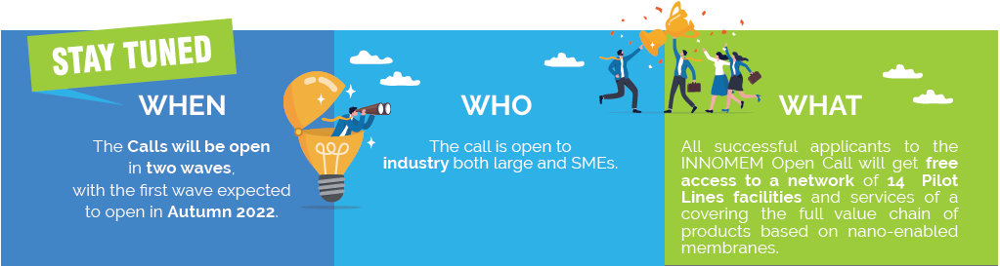 STAY TUNED
WHEN
The Calls will be open
in two waves,
with the first wave expected
to open in Autumn 2022.
WHO
The call is open to
industry both large and SMEs.
WHAT
All successful applicants to the
INNOMEM Open Call will get free
access to a network of 14 Pilot
Lines facilities and services of a
covering the full value chain of
products based on nano-enabled
membranes.